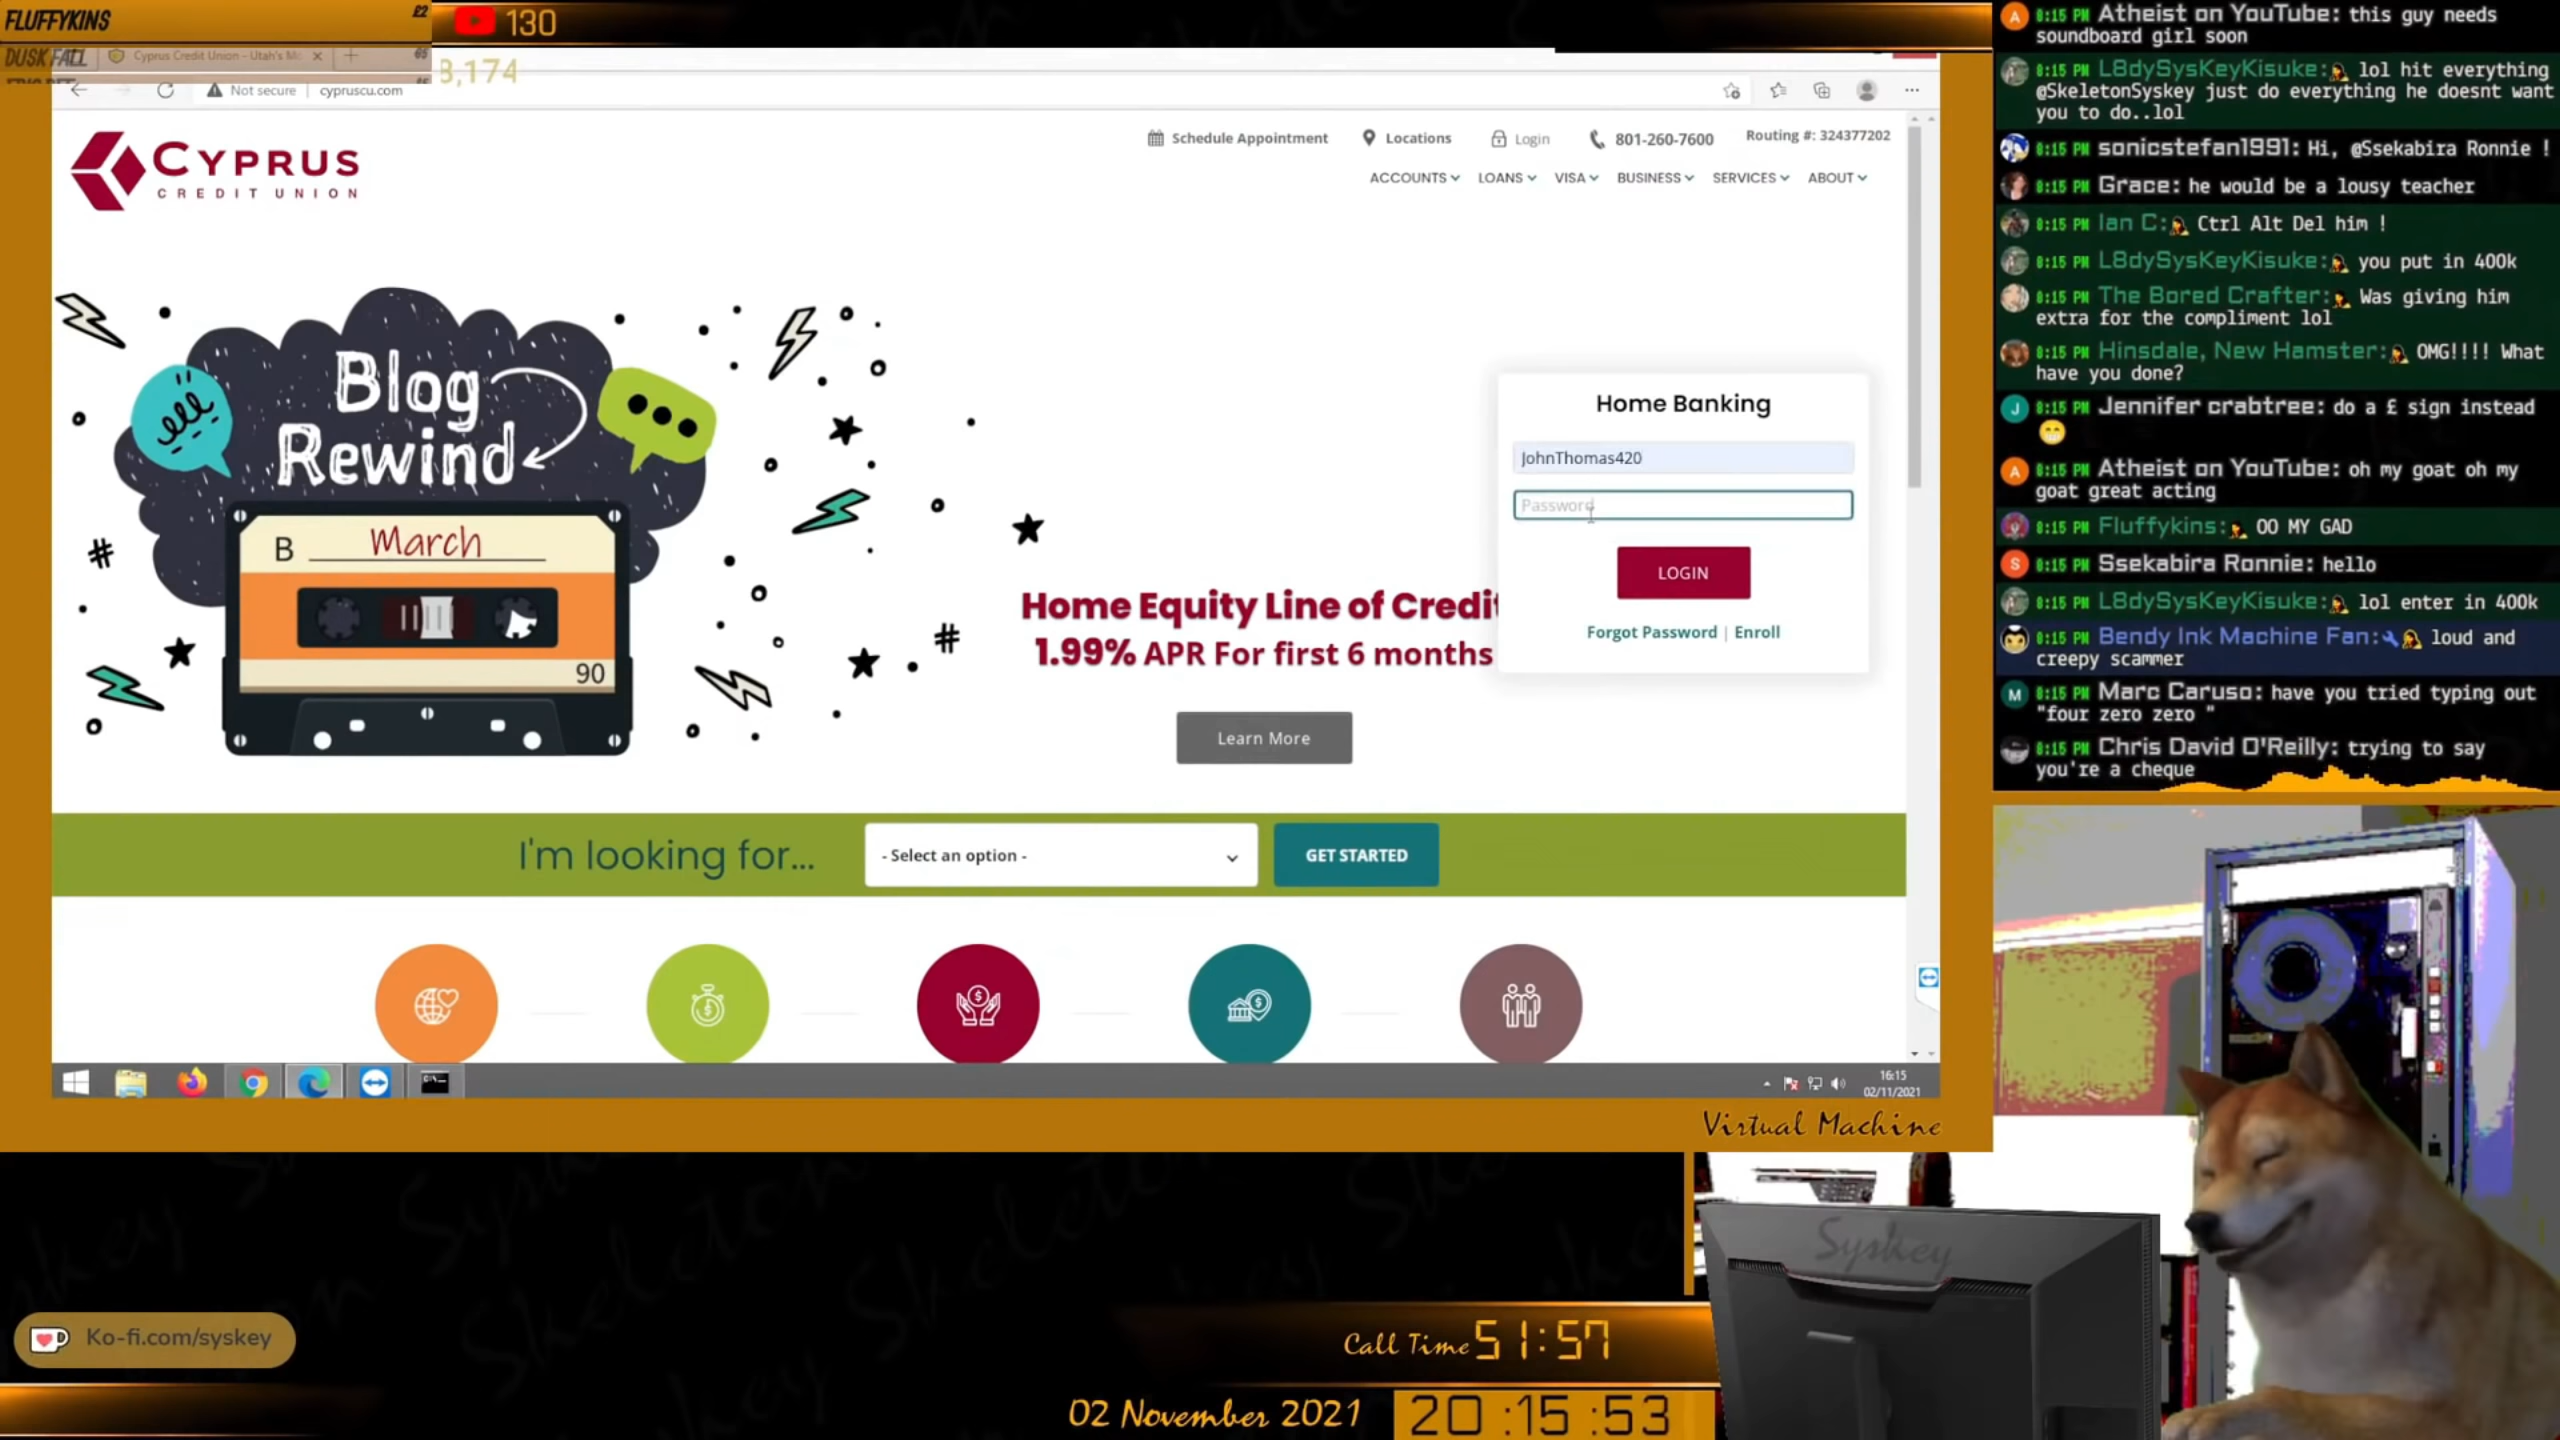 FLUFFYKINS
£2
DUSK FALL
£5
130
8,174
Cyprus Credit Union - Utah's Mo
Not secure | cypruscu.com
CYPRUS
CREDIT UNION
Schedule Appointment
Locations
Login
801-260-7600
Routing #: 324377202
ACCOUNTS
LOANS
VISA
BUSINESS
SERVICES
ABOUT
Blog
Rewind
B
March
90
Home Equity Line of Credit
1.99% APR For first 6 months
Learn More
Home Banking
JohnThomas420
Password
LOGIN
Forgot Password | Enroll
I'm looking for...
- Select an option -
GET STARTED
16:15
02/11/2021
Virtual Machine
8:15 PM Atheist on YouTube: this guy needs
soundboard girl soon
8:15 PM L8dySysKeyKisuke: lol hit everything
@SkeletonSyskey just do everything he doesnt want
you to do..lol
8:15 PM sonicstefan1991: Hi, @Ssekabira Ronnie !
8:15 PM Grace: he would be a lousy teacher
8:15 PM Ian C: Ctrl Alt Del him !
8:15 PM L8dySysKeyKisuke: you put in 400k
8:15 PM The Bored Crafter: Was giving him
extra for the compliment lol
8:15 PM Hinsdale, New Hamster: OMG!!!! What
have you done?
8:15 PM Jennifer crabtree: do a £ sign instead
😁
8:15 PM Atheist on YouTube: oh my goat oh my
goat great acting
8:15 PM Fluffykins: OO MY GAD
8:15 PM Ssekabira Ronnie: hello
8:15 PM L8dySysKeyKisuke: lol enter in 400k
8:15 PM Bendy Ink Machine Fan: loud and
creepy scammer
8:15 PM Marc Caruso: have you tried typing out
"four zero zero "
8:15 PM Chris David O'Reilly: trying to say
you're a cheque
Syskey
Ko-fi.com/syskey
Call Time 51:57
02 November 2021
20:15:53